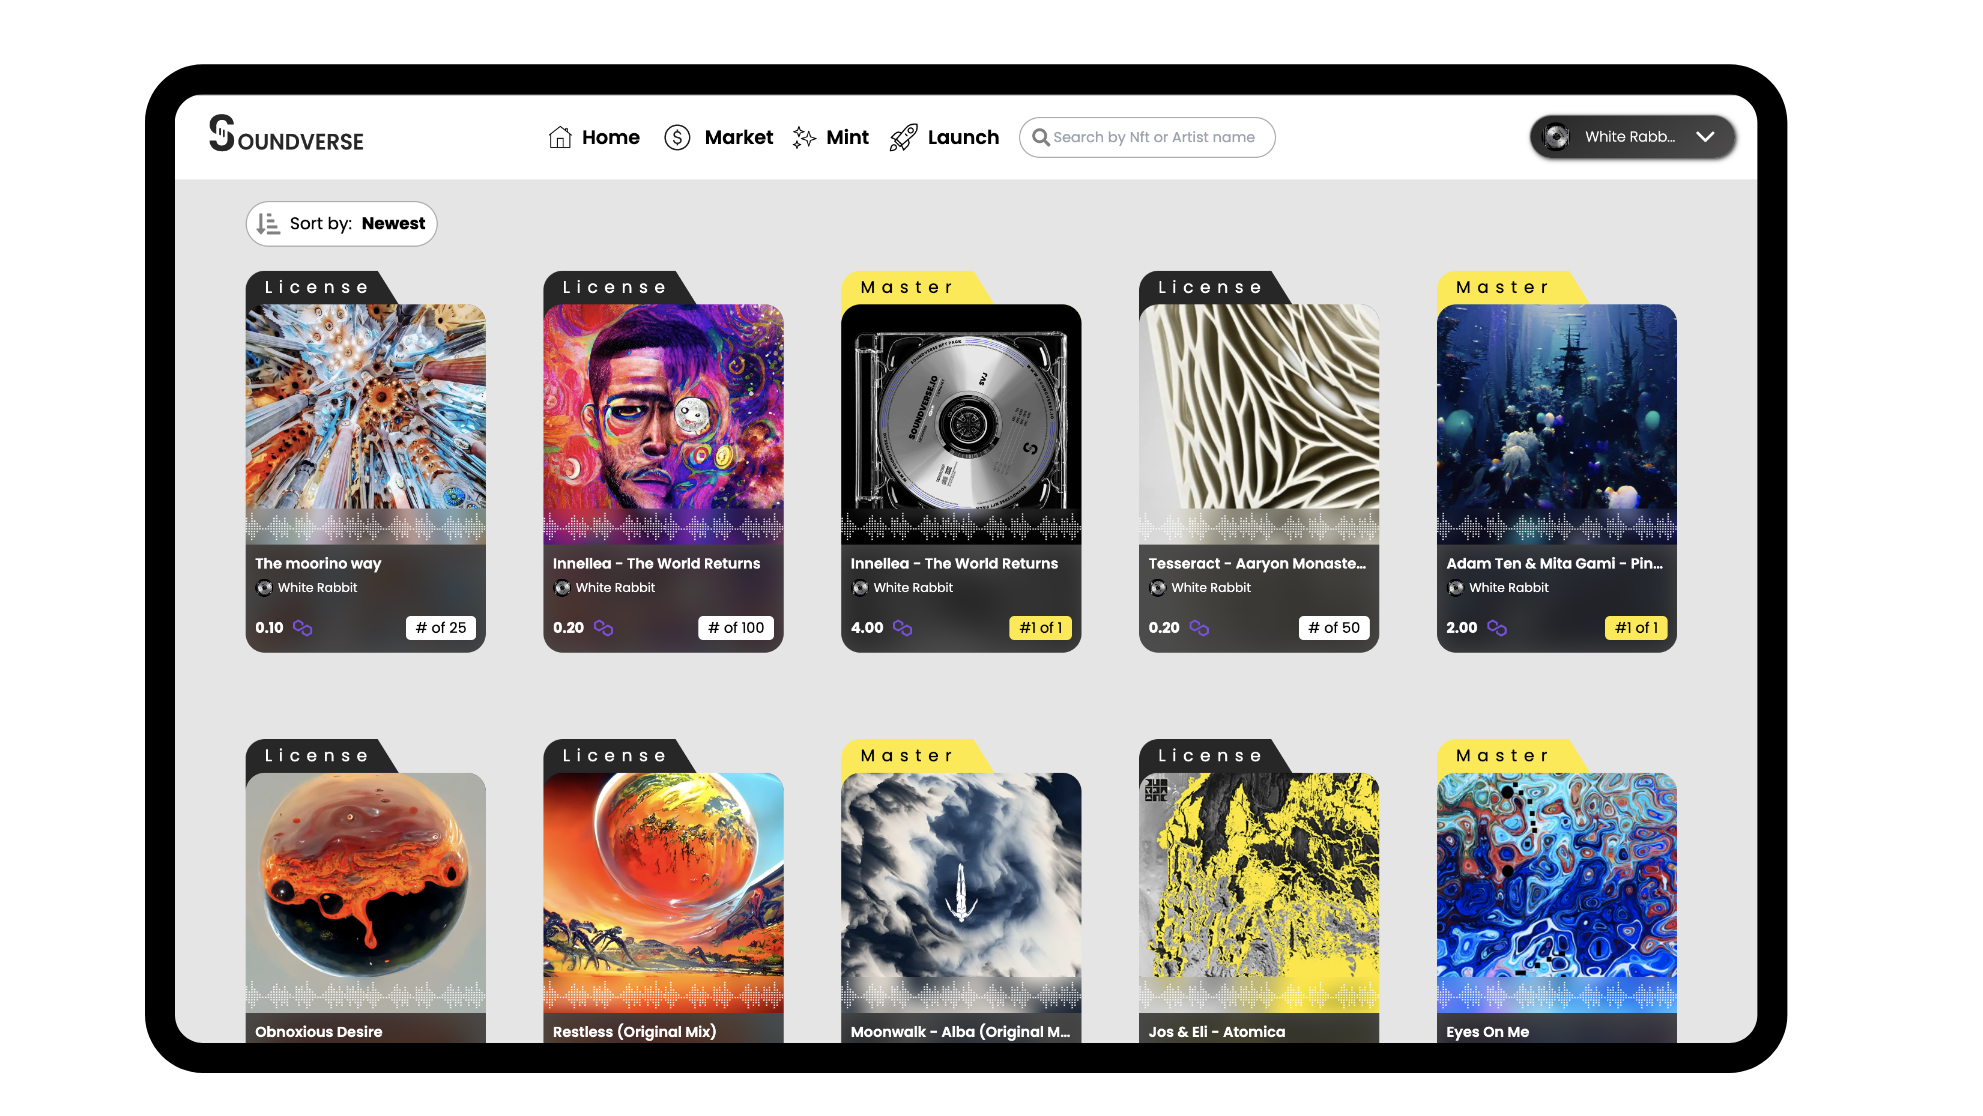 SOUNDVERSE
Home
Market
Mint
Launch
Search by Nft or Artist name
White Rabb...
Sort by: Newest
License
License
Master
License
Master
SOUNDVERSE.IO
The moorino way
Innellea - The World Returns
Innellea - The World Returns
Tesseract - Aaryon Monaste...
Adam Ten & Mita Gami - Pin...
White Rabbit
White Rabbit
White Rabbit
White Rabbit
White Rabbit
0.10
# of 25
0.20
# of 100
4.00
#1 of 1
0.20
# of 50
2.00
#1 of 1
License
License
Master
License
Master
Obnoxious Desire
Restless (Original Mix)
Moonwalk - Alba (Original M...
Jos & Eli - Atomica
Eyes On Me